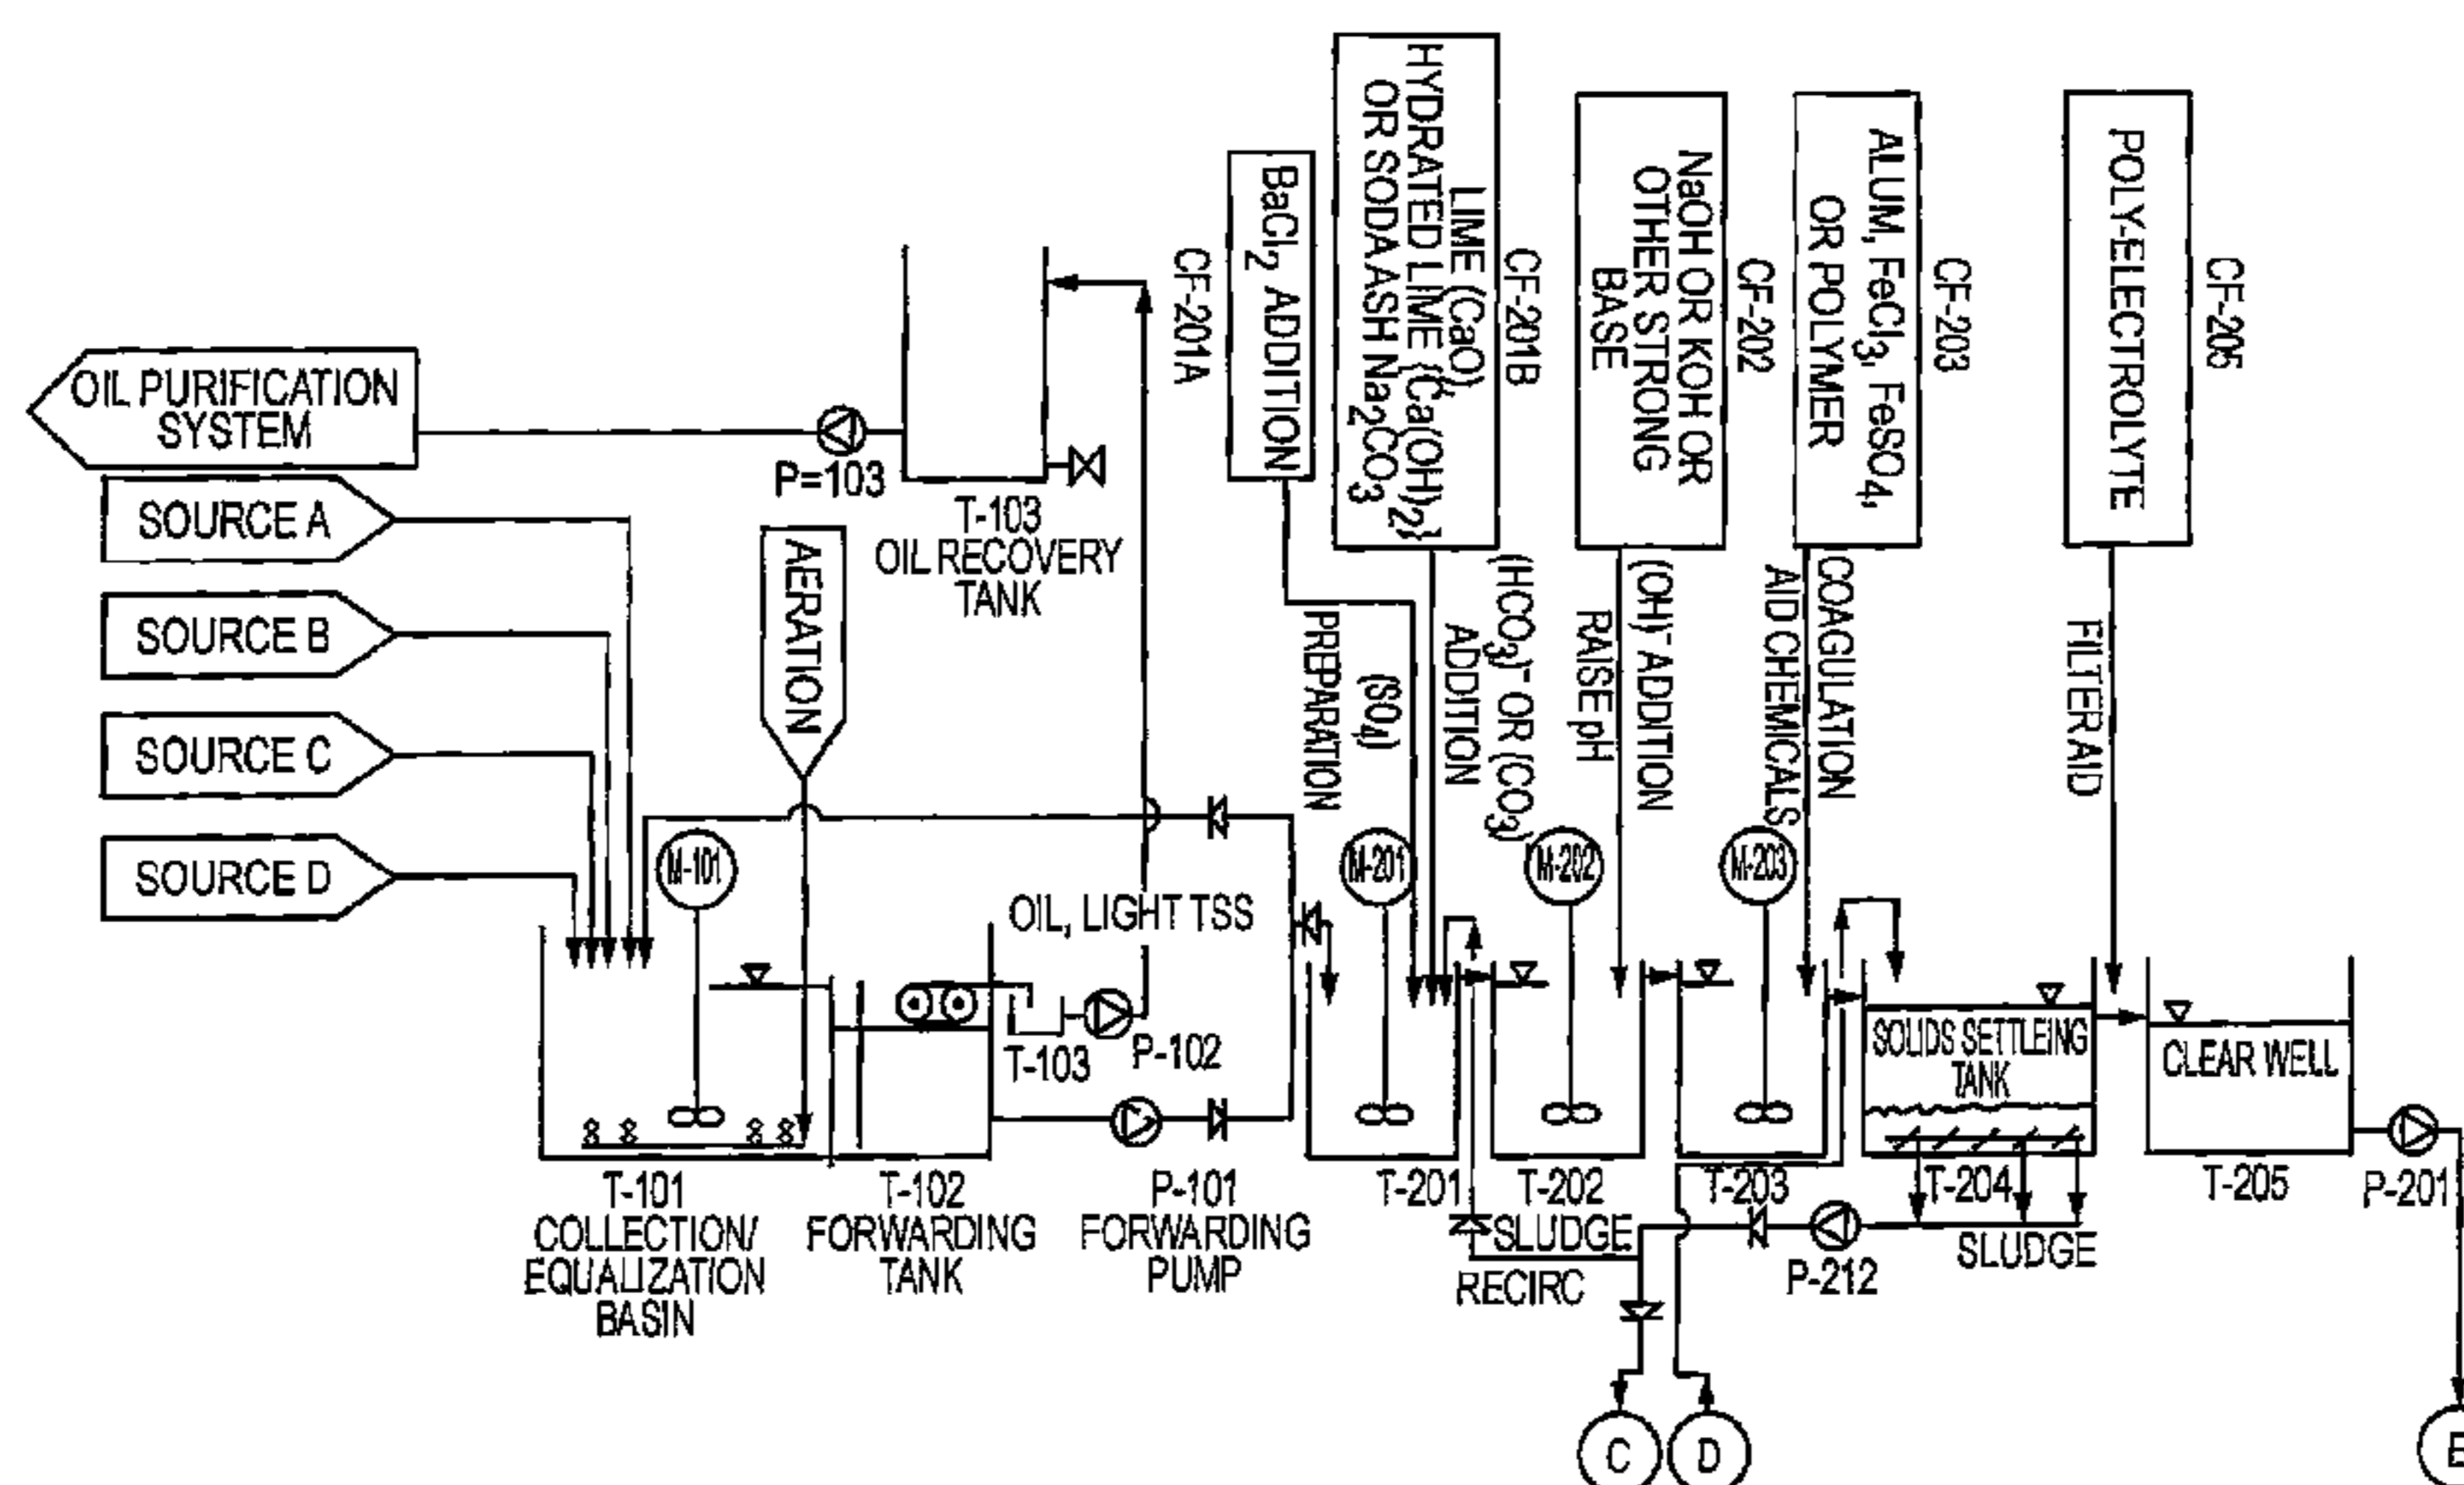 OIL PURIFICATION
SYSTEM
SOURCE A
SOURCE B
SOURCE C
SOURCE D
P=103
T-103
OIL RECOVERY
TANK
AERATION
M-101
OIL, LIGHT TSS
T-103
P-102
T-101
COLLECTION/
EQUALIZATION
BASIN
T-102
FORWARDING
TANK
P-101
FORWARDING
PUMP
CF-201A
BaCl2 ADDITION
PREPARATION
(SO4)
CF-201B
LIME (CaO)
HYDRATED LIME {Ca(OH)2}
OR SODA ASH Na2CO3
ADDITION
(HCO3)- OR (CO3)
CF-202
NaOH OR KOH OR
OTHER STRONG
BASE
(OH)- ADDITION
RAISE pH
CF-203
ALUM, FeCl3, FeSO4,
OR POLYMER
COAGULATION
AID CHEMICALS
CF-205
POLY-ELECTROLYTE
FILTER AID
M-201
M-202
M-203
SOLIDS SETTLEING
TANK
CLEAR WELL
T-201
T-202
T-203
T-204
T-205
P-201
SLUDGE
RECIRC
P-212
SLUDGE
C
D
E